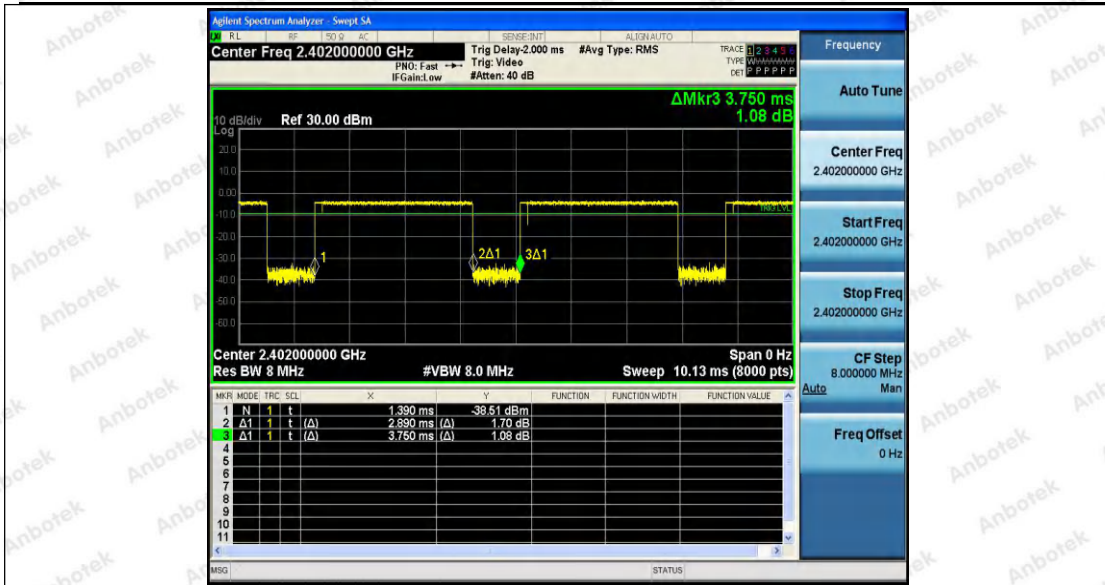 Agilent Spectrum Analyzer - Swept SA
RL RF 50 Ω AC SENSE:INT ALIGNAUTO
Center Freq 2.402000000 GHz
PNO: Fast
IFGain:Low
Trig Delay-2.000 ms
Trig: Video
#Atten: 40 dB
#Avg Type: RMS
TRACE 1 2 3 4 5 6
TYPE
DET P P P P P P
ΔMkr3 3.750 ms
1.08 dB
10 dB/div Ref 30.00 dBm
Log
20.0
10.0
0.00
-10.0
-20.0
-30.0
-40.0
-50.0
-60.0
TRIG LVL
1
2Δ1
3Δ1
Center 2.402000000 GHz
Span 0 Hz
Res BW 8 MHz
#VBW 8.0 MHz
Sweep 10.13 ms (8000 pts)
MKR MODE TRC SCL X Y FUNCTION FUNCTION WIDTH FUNCTION VALUE
1 N 1 t 1.390 ms -38.51 dBm
2 Δ1 1 t (Δ) 2.890 ms (Δ) 1.70 dB
3 Δ1 1 t (Δ) 3.750 ms (Δ) 1.08 dB
4
5
6
7
8
9
10
11
MSG
STATUS
Frequency
Auto Tune
Center Freq
2.402000000 GHz
Start Freq
2.402000000 GHz
Stop Freq
2.402000000 GHz
CF Step
8.000000 MHz
Auto Man
Freq Offset
0 Hz
Anbotek